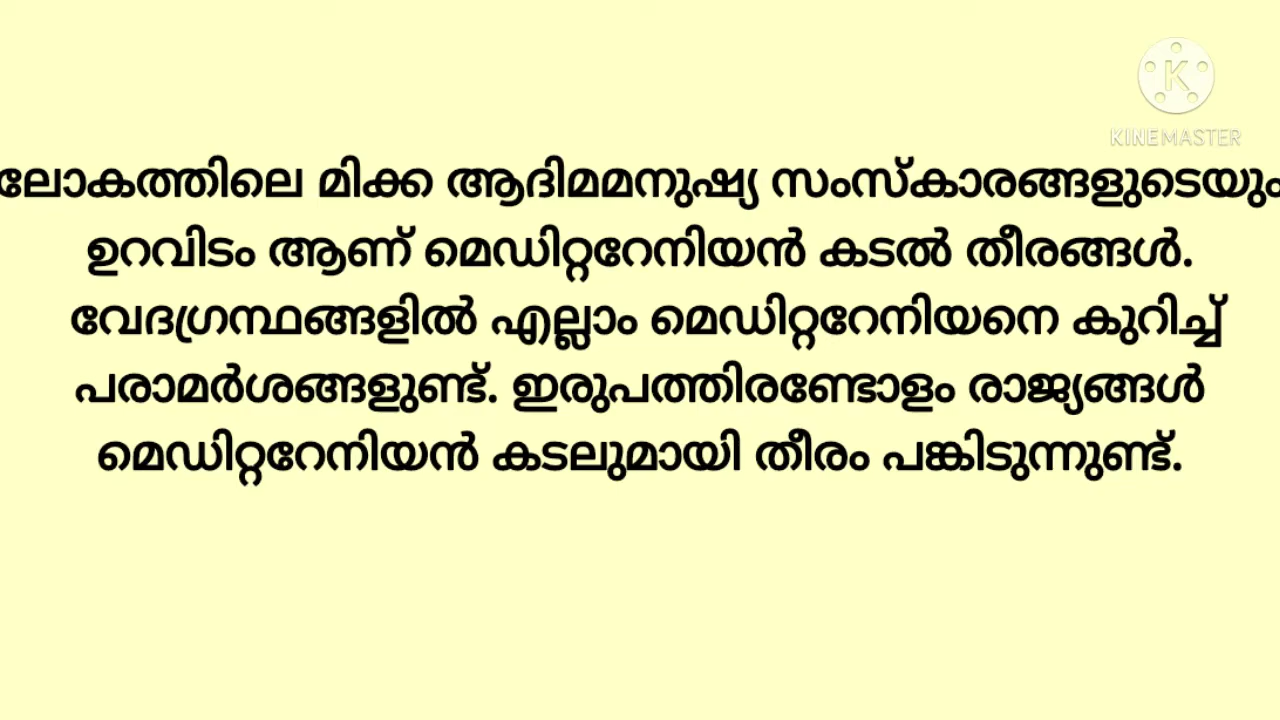 KINEMASTER
ലോകത്തിലെ മിക്ക ആദിമമനുഷ്യ സംസ്കാരങ്ങളുടെയും
ഉറവിടം ആണ് മെഡിറ്ററേനിയൻ കടൽ തീരങ്ങൾ.
വേദഗ്രന്ഥങ്ങളിൽ എല്ലാം മെഡിറ്ററേനിയനെ കുറിച്ച്
പരാമർശങ്ങളുണ്ട്. ഇരുപത്തിരണ്ടോളം രാജ്യങ്ങൾ
മെഡിറ്ററേനിയൻ കടലുമായി തീരം പങ്കിടുന്നുണ്ട്.